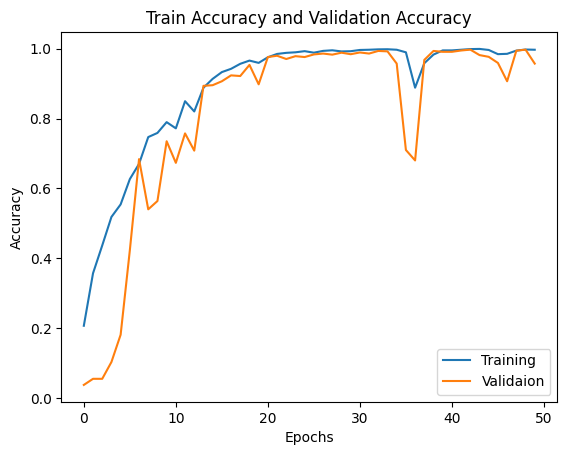 Train Accuracy and Validation Accuracy
1.0
0.8
0.6
0.4
0.2
0.0
Accuracy
0 10 20 30 40 50
Epochs
Training
Validaion